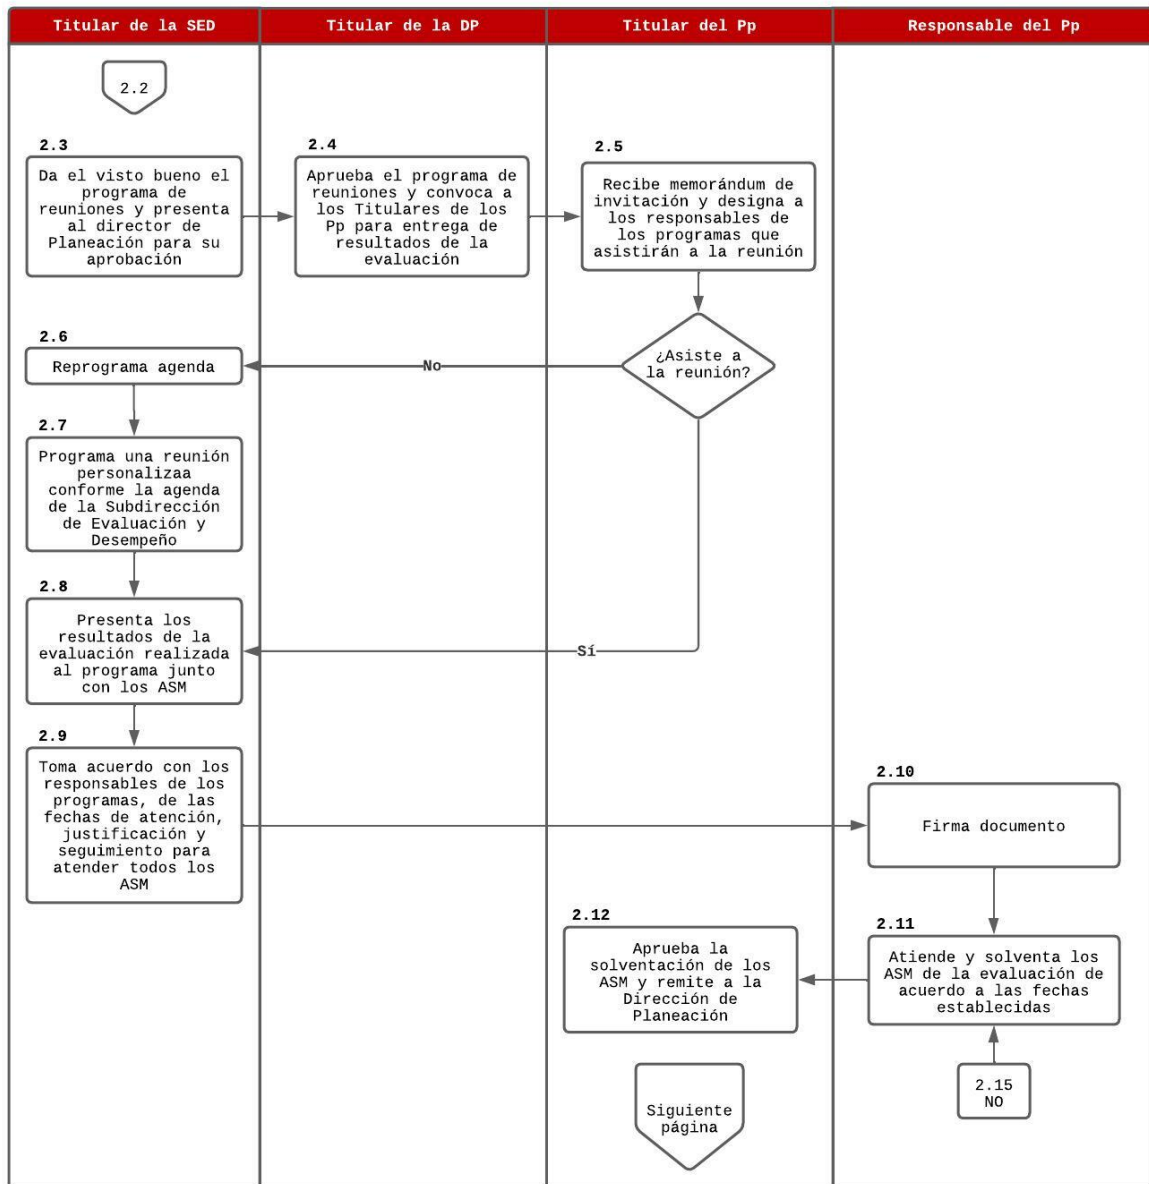 Titular de la SED
Titular de la DP
Titular del Pp
Responsable del Pp
2.2
2.3
Da el visto bueno el
programa de
reuniones y presenta
al director de
Planeación para su
aprobación
2.4
Aprueba el programa de
reuniones y convoca a
los Titulares de los
Pp para entrega de
resultados de la
evaluación
2.5
Recibe memorándum de
invitación y designa a
los responsables de
los programas que
asistirán a la reunión
¿Asiste a
la reunión?
No
Sí
2.6
Reprograma agenda
2.7
Programa una reunión
personalizaa
conforme la agenda
de la Subdirección
de Evaluación y
Desempeño
2.8
Presenta los
resultados de la
evaluación realizada
al programa junto
con los ASM
2.9
Toma acuerdo con los
responsables de los
programas, de las
fechas de atención,
justificación y
seguimiento para
atender todos los
ASM
2.10
Firma documento
2.11
Atiende y solventa los
ASM de la evaluación de
acuerdo a las fechas
establecidas
2.12
Aprueba la
solventación de los
ASM y remite a la
Dirección de
Planeación
2.15
NO
Siguiente
página